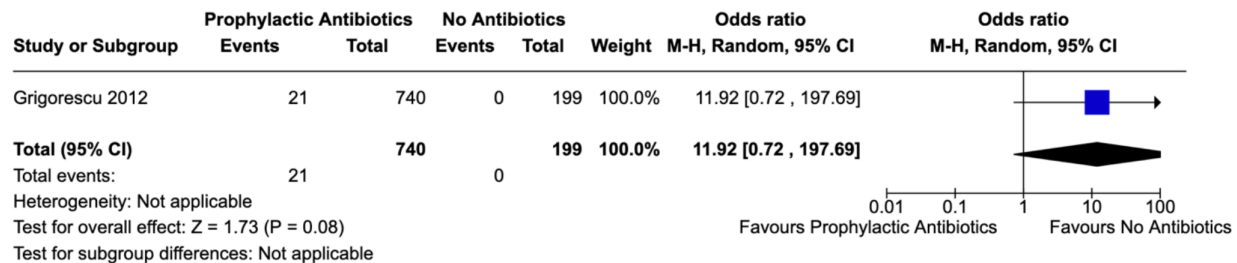 Prophylactic Antibiotics No Antibiotics Odds ratio Odds ratio
Study or Subgroup Events Total Events Total Weight M-H, Random, 95% CI M-H, Random, 95% CI
Grigorescu 2012 21 740 0 199 100.0% 11.92 [0.72 , 197.69]
Total (95% CI) 740 199 100.0% 11.92 [0.72 , 197.69]
Total events: 21 0
Heterogeneity: Not applicable
0.01 0.1 1 10 100
Test for overall effect: Z = 1.73 (P = 0.08) Favours Prophylactic Antibiotics Favours No Antibiotics
Test for subgroup differences: Not applicable